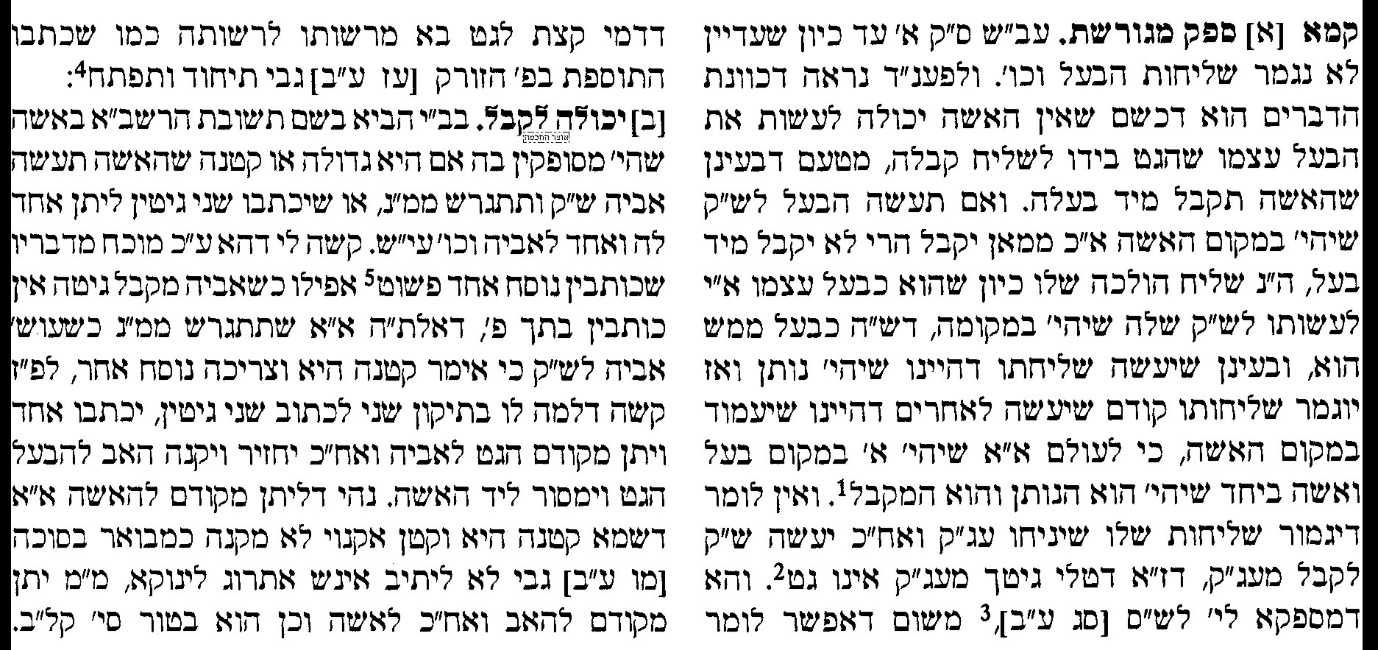 קמא [א] ספק מגורשת. עב״ש ס״ק א׳ עד כיון שעדיין
לא נגמר שליחות הבעל וכו׳. ולפענ״ד נראה דכוונת
הדברים הוא דכשם שאין האשה יכולה לעשות את
הבעל עצמו שהגט בידו לשליח קבלה, מטעם דבעינן
שהאשה תקבל מיד בעלה. ואם תעשה הבעל לש״ק
שיהי׳ במקום האשה א״כ ממאן יקבל הרי לא יקבל מיד
בעל, ה״נ שליח הולכה שלו כיון שהוא כבעל עצמו א״י
לעשותו לש״ק שלה שיהי׳ במקומה, דש״ה כבעל ממש
הוא, ובעינן שיעשה שליחתו דהיינו שיהי׳ נותן ואז
יוגמר שליחותו קודם שיעשה לאחרים דהיינו שיעמוד
במקום האשה, כי לעולם א״א שיהי׳ א׳ במקום בעל
ואשה ביחד שיהי׳ הוא הנותן והוא המקבל1. ואין לומר
דיגמור שליחות שלו שיניחו עג״ק ואח״כ יעשה ש״ק
לקבל מעג״ק, דז״א דטלי גיטך מעג״ק אינו גט2. והא
דמספקא לי׳ לש״ס [סג ע״ב],3 משום דאפשר לומר
דדמי קצת לגט בא מרשותו לרשותה כמו שכתבו
התוספת בפ׳ הזורק [עז ע״ב] גבי תיחוד ותפתח4:
[ב] יכולה לקבל. בב״י הביא בשם תשובת הרשב״א באשה
אוצר החכמה
שהי׳ מסופקין בה אם היא גדולה או קטנה שהאשה תעשה
אביה ש״ק ותתגרש ממ״נ, או שיכתבו שני גיטין ליתן אחד
לה ואחד לאביה וכו׳ עי״ש. קשה לי דהא ע״כ מוכח מדבריו
שכותבין נוסח אחד פשוט5 אפילו כשאביה מקבל גיטה אין
כותבין בתך פ׳, דאלת״ה א״א שתתגרש ממ״נ כשעוש׳
אביה לש״ק כי אימר קטנה היא וצריכה נוסח אחר, לפ״ז
קשה דלמה לו בתיקון שני לכתוב שני גיטין, יכתבו אחד
ויתן מקודם הגט לאביה ואח״כ יחזיר ויקנה האב להבעל
הגט וימסור ליד האשה. נהי דליתן מקודם להאשה א״א
דשמא קטנה היא וקטן אקנוי לא מקנה כמבואר בסוכה
[מו ע״ב] גבי לא ליתיב אינש אתרוג לינוקא, מ״מ יתן
מקודם להאב ואח״כ לאשה וכן הוא בטור סי׳ קל״ב.